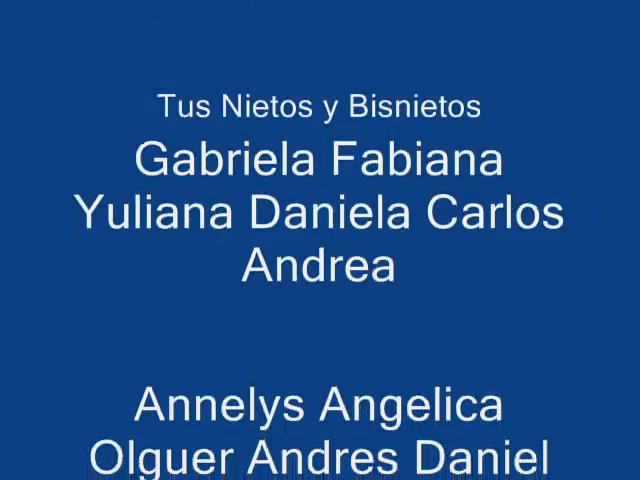 Tus Nietos y Bisnietos
Gabriela Fabiana
Yuliana Daniela Carlos
Andrea
Annelys Angelica
Olguer Andres Daniel